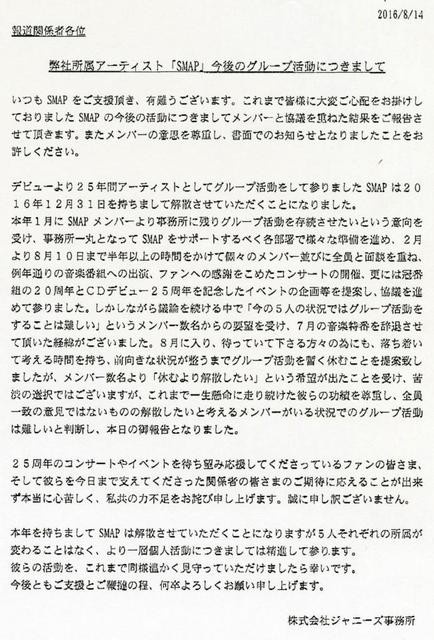 2016/8/14
報道関係者各位
弊社所属アーティスト「SMAP」今後のグループ活動につきまして
いつも SMAP をご支援頂き、有難うございます。これまで皆様に大変ご心配をお掛けし
ておりました SMAP の今後の活動につきましてメンバーと協議を重ねた結果をご報告さ
せて頂きます。またメンバーの意思を尊重し、書面でのお知らせとなりましたことをお
許しください。
デビューより２５年間アーティストとしてグループ活動をして参りました SMAP は２０
１６年１２月３１日を持ちまして解散させていただくことになりました。
本年１月に SMAP メンバーより事務所に残りグループ活動を存続させたいという意向を
受け、事務所一丸となって SMAP をサポートするべく各部署で様々な準備を進め、２月
より８月１０日まで半年以上の時間をかけて個々のメンバー並びに全員と面談を重ね、
例年通りの音楽番組への出演、ファンへの感謝をこめたコンサートの開催、更には冠番
組の２０周年とＣＤデビュー２５周年を記念したイベントの企画等を提案し、協議を進
めて参りました。しかしながら議論を続ける中で「今の５人の状況ではグループ活動を
することは難しい」というメンバー数名からの要望を受け、７月の音楽特番を辞退させ
て頂いた経緯がございました。８月に入り、待っていて下さる方々の為にも、落ち着い
て考える時間を持ち、前向きな状況が整うまでグループ活動を暫く休むことを提案致し
ましたが、メンバー数名より「休むより解散したい」という希望が出たことを受け、苦
渋の選択ではございますが、これまで一生懸命に走り続けた彼らの功績を尊重し、全員
一致の意見ではないものの解散したいと考えるメンバーがいる状況でのグループ活動
は難しいと判断し、本日の御報告となりました。
２５周年のコンサートやイベントを待ち望み応援してくださっているファンの皆さま、
そして彼らを今日まで支えてくださった関係者の皆さまのご期待に応えることが出来
ず本当に心苦しく、私共の力不足をお詫び申し上げます。誠に申し訳ございません。
本年を持ちまして SMAP は解散させていただくことになりますが５人それぞれの所属が
変わることはなく、より一層個人活動につきましては精進して参ります。
彼らの活動を、これまで同様温かく見守っていただけましたら幸いです。
今後ともご支援とご鞭撻の程、何卒よろしくお願い申し上げます。
株式会社ジャニーズ事務所